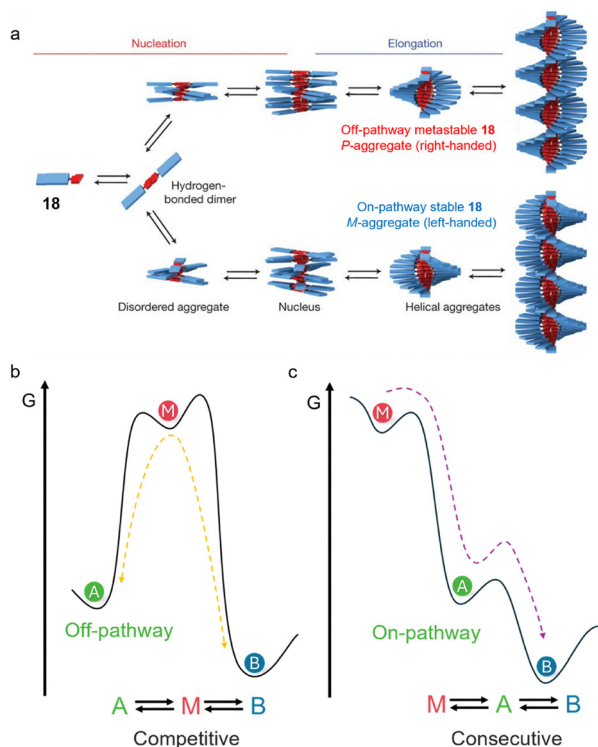 a
Nucleation
Elongation
Off-pathway metastable 18
P-aggregate (right-handed)
18
Hydrogen-
bonded dimer
On-pathway stable 18
M-aggregate (left-handed)
Disordered aggregate
Nucleus
Helical aggregates
b
G
M
A
B
Off-pathway
A M B
Competitive
c
G
M
A
B
On-pathway
M A B
Consecutive